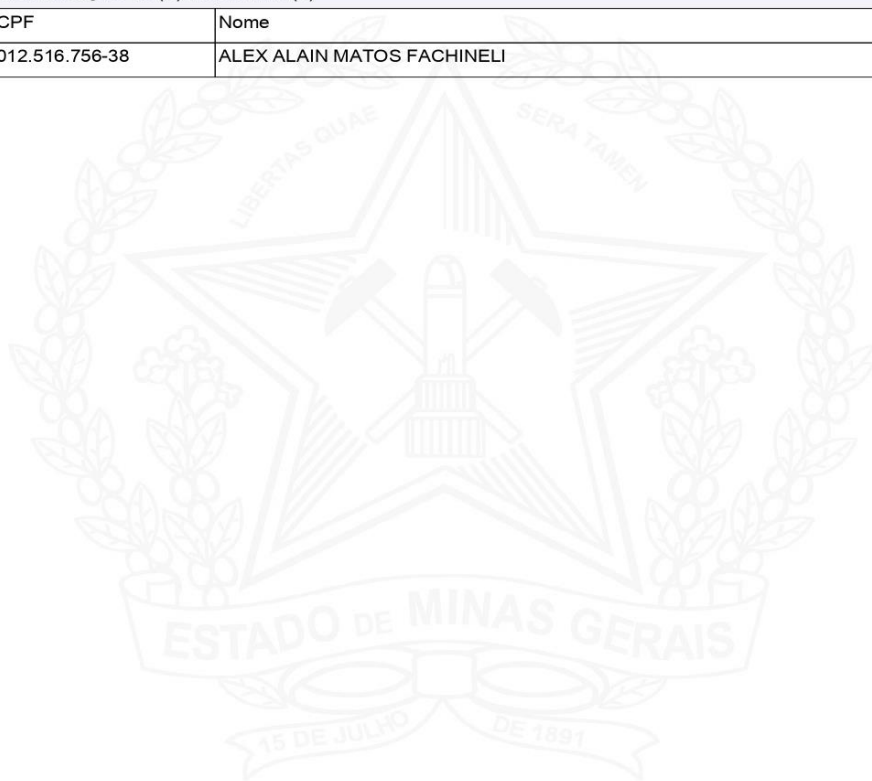 CPF Nome
012.516.756-38 ALEX ALAIN MATOS FACHINELI
LIBERTAS QUAE SERA TAMEN
ESTADO DE MINAS GERAIS
15 DE JULHO DE 1891